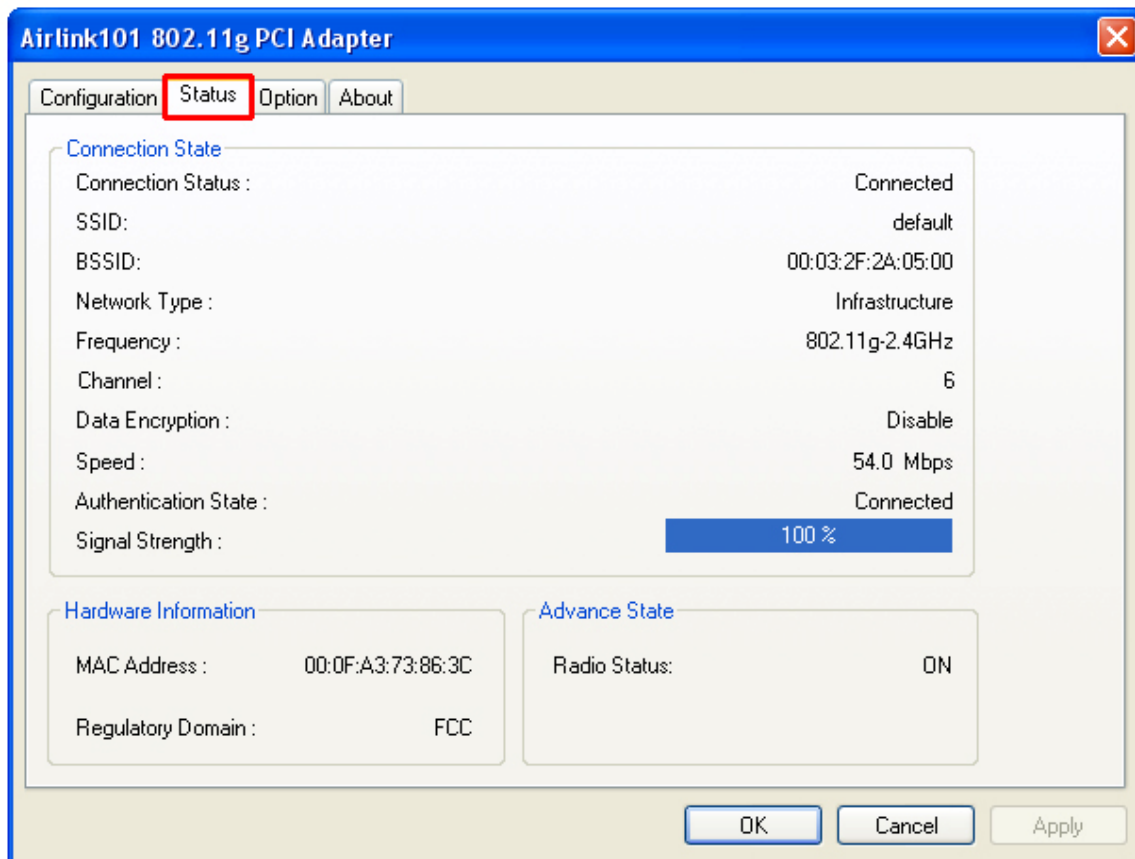 Airlink101 802.11g PCI Adapter
Configuration Status Option About
Connection State
Connection Status : Connected
SSID: default
BSSID: 00:03:2F:2A:05:00
Network Type : Infrastructure
Frequency : 802.11g-2.4GHz
Channel : 6
Data Encryption : Disable
Speed : 54.0 Mbps
Authentication State : Connected
Signal Strength : 100 %
Hardware Information
MAC Address : 00:0F:A3:73:86:3C
Regulatory Domain : FCC
Advance State
Radio Status: ON
OK Cancel Apply